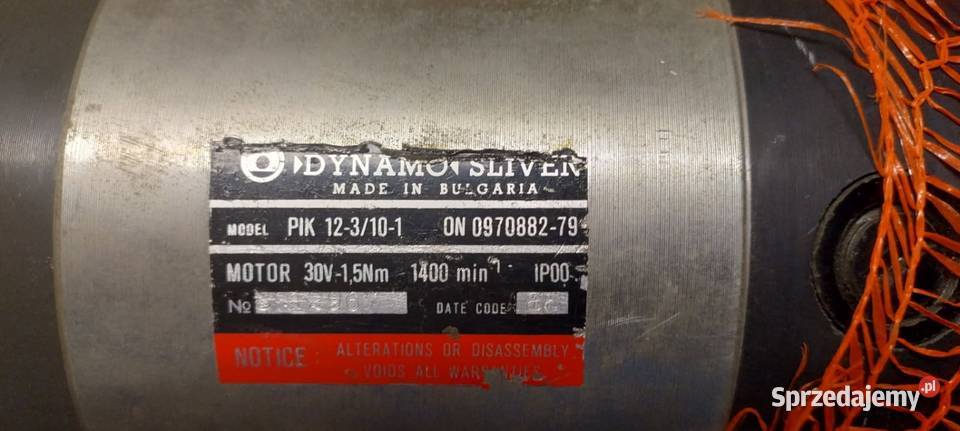 DYNAMO SLIVEN
MADE IN BULGARIA
MODEL PIK 12-3/10-1 ON 0970882-79
MOTOR 30V-1,5Nm 1400 min⁻¹ IP00
№ DATE CODE
NOTICE: ALTERATIONS OR DISASSEMBLY
VOIDS ALL WARRANTIES
Sprzedajemy.pl